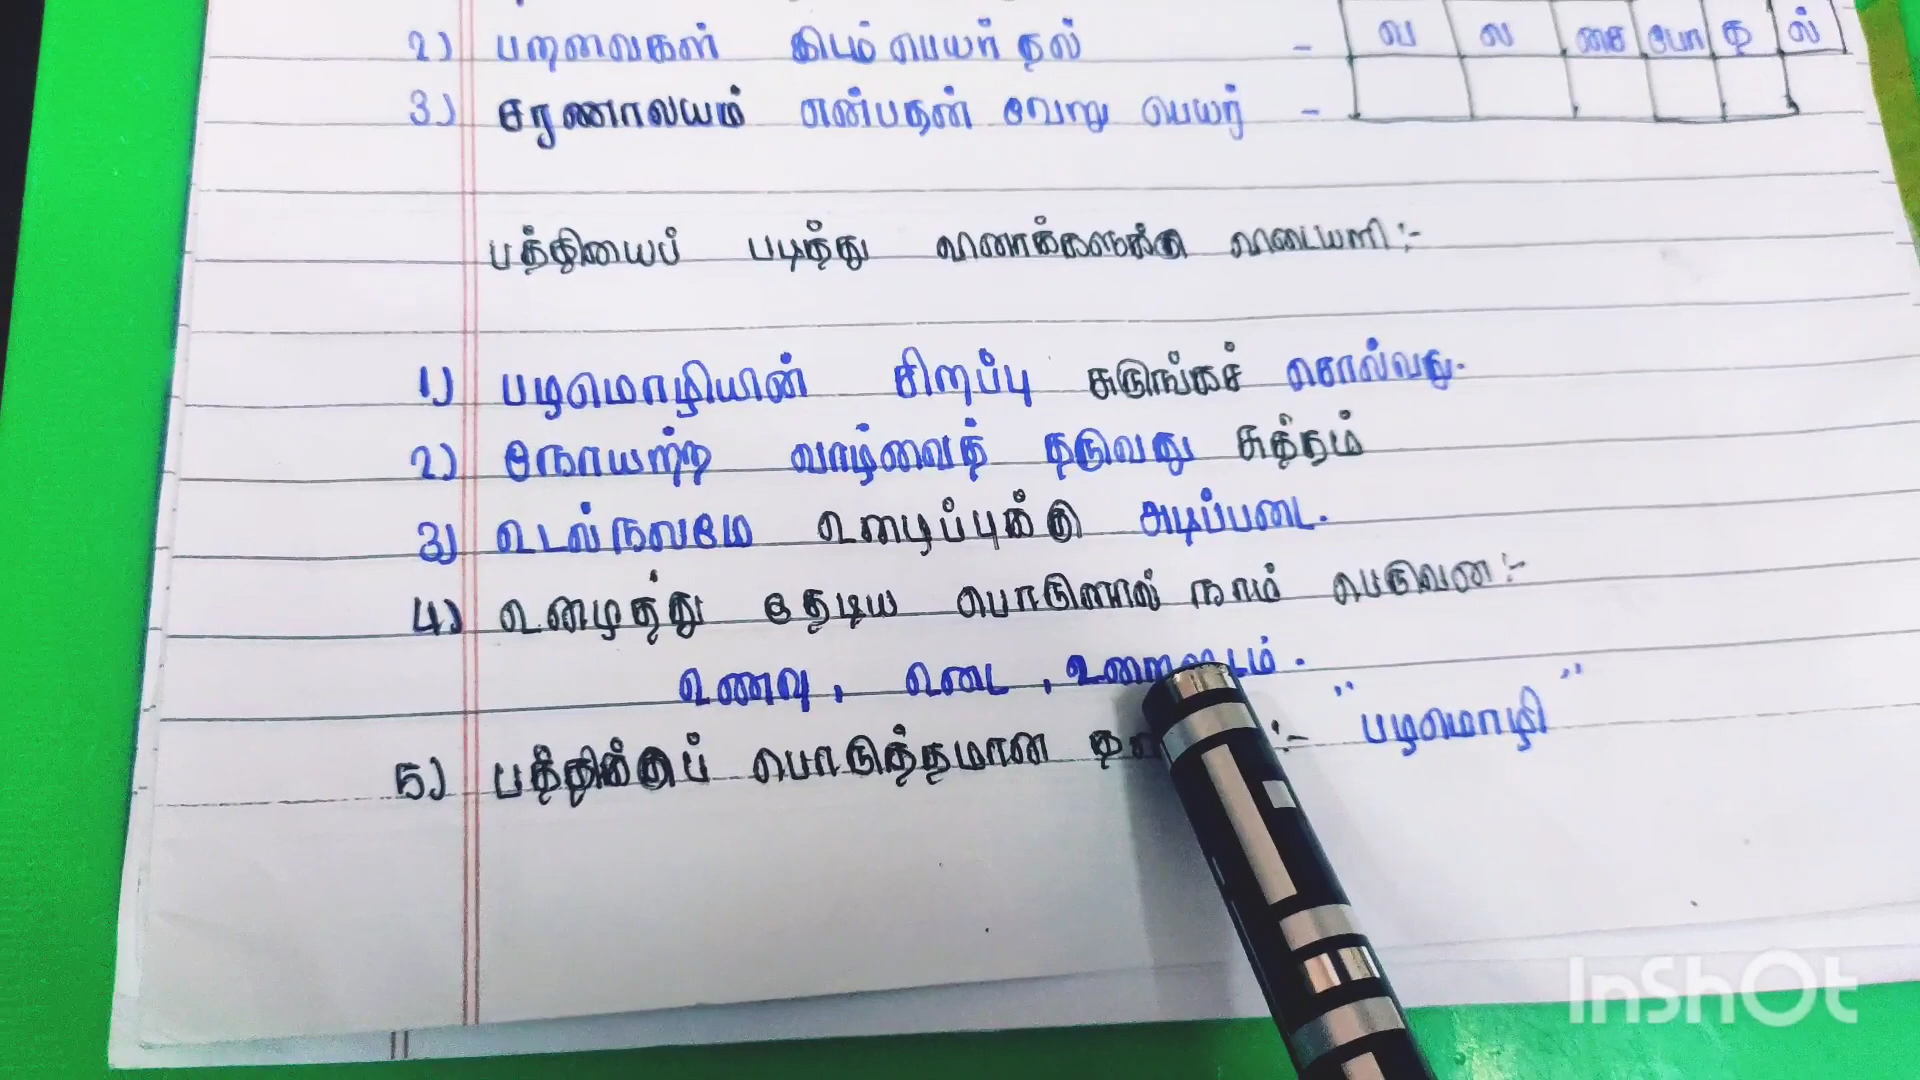 2) பறவைகள் இடம்பெயர்தல் - வ ல சை போ த ல்
3) சரணாலயம் என்பதன் வேறு பெயர் -
பத்தியைப் படித்து வினாக்களுக்கு விடையளி:-
1) பழமொழியின் சிறப்பு சுருங்கச் சொல்வது.
2) நோயற்ற வாழ்வைத் தருவது சுத்தம்
3) உடல்நலமே உழைப்புக்கு அடிப்படை.
4) உழைத்து தேடிய பொருளால் நாம் பெறுவன:-
உணவு, உடை,
5) பத்திக்குப் பொருத்தமான :- "பழமொழி"
InShOt